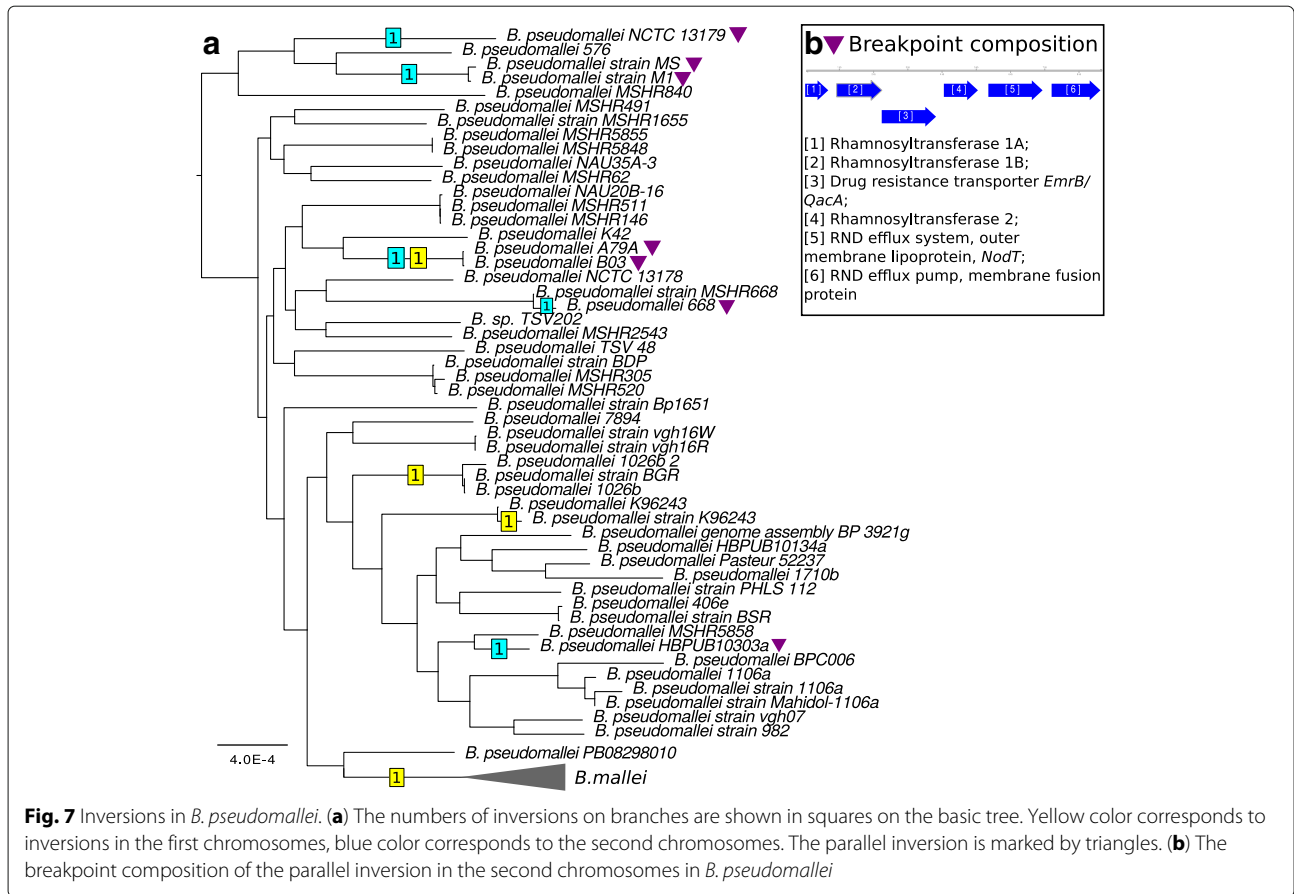 a
1
B. pseudomallei NCTC 13179
B. pseudomallei 576
B. pseudomallei strain MS
1
B. pseudomallei strain M1
B. pseudomallei MSHR840
B. pseudomallei MSHR491
B. pseudomallei strain MSHR1655
B. pseudomallei MSHR5855
B. pseudomallei MSHR5848
B. pseudomallei NAU35A-3
B. pseudomallei MSHR62
B. pseudomallei NAU20B-16
B. pseudomallei MSHR511
B. pseudomallei MSHR146
B. pseudomallei K42
B. pseudomallei A79A
1 1
B. pseudomallei B03
B. pseudomallei NCTC 13178
B. pseudomallei strain MSHR668
1
B. pseudomallei 668
B. sp. TSV202
B. pseudomallei MSHR2543
B. pseudomallei TSV 48
B. pseudomallei strain BDP
B. pseudomallei MSHR305
B. pseudomallei MSHR520
B. pseudomallei strain Bp1651
B. pseudomallei 7894
B. pseudomallei strain vgh16W
B. pseudomallei strain vgh16R
B. pseudomallei 1026b 2
1
B. pseudomallei strain BGR
B. pseudomallei 1026b
B. pseudomallei K96243
1
B. pseudomallei strain K96243
B. pseudomallei genome assembly BP 3921g
B. pseudomallei HBPUB10134a
B. pseudomallei Pasteur 52237
B. pseudomallei 1710b
B. pseudomallei strain PHLS 112
B. pseudomallei 406e
B. pseudomallei strain BSR
B. pseudomallei MSHR5858
1
B. pseudomallei HBPUB10303a
B. pseudomallei BPC006
B. pseudomallei 1106a
B. pseudomallei strain 1106a
B. pseudomallei strain Mahidol-1106a
B. pseudomallei strain vgh07
B. pseudomallei strain 982
B. pseudomallei PB08298010
1
B.mallei
4.0E-4
b Breakpoint composition
[1] [2] [4] [5] [6]
[3]
[1] Rhamnosyltransferase 1A;
[2] Rhamnosyltransferase 1B;
[3] Drug resistance transporter EmrB/
QacA;
[4] Rhamnosyltransferase 2;
[5] RND efflux system, outer
membrane lipoprotein, NodT;
[6] RND efflux pump, membrane fusion
protein
Fig. 7 Inversions in B. pseudomallei. (a) The numbers of inversions on branches are shown in squares on the basic tree. Yellow color corresponds to
inversions in the first chromosomes, blue color corresponds to the second chromosomes. The parallel inversion is marked by triangles. (b) The
breakpoint composition of the parallel inversion in the second chromosomes in B. pseudomallei